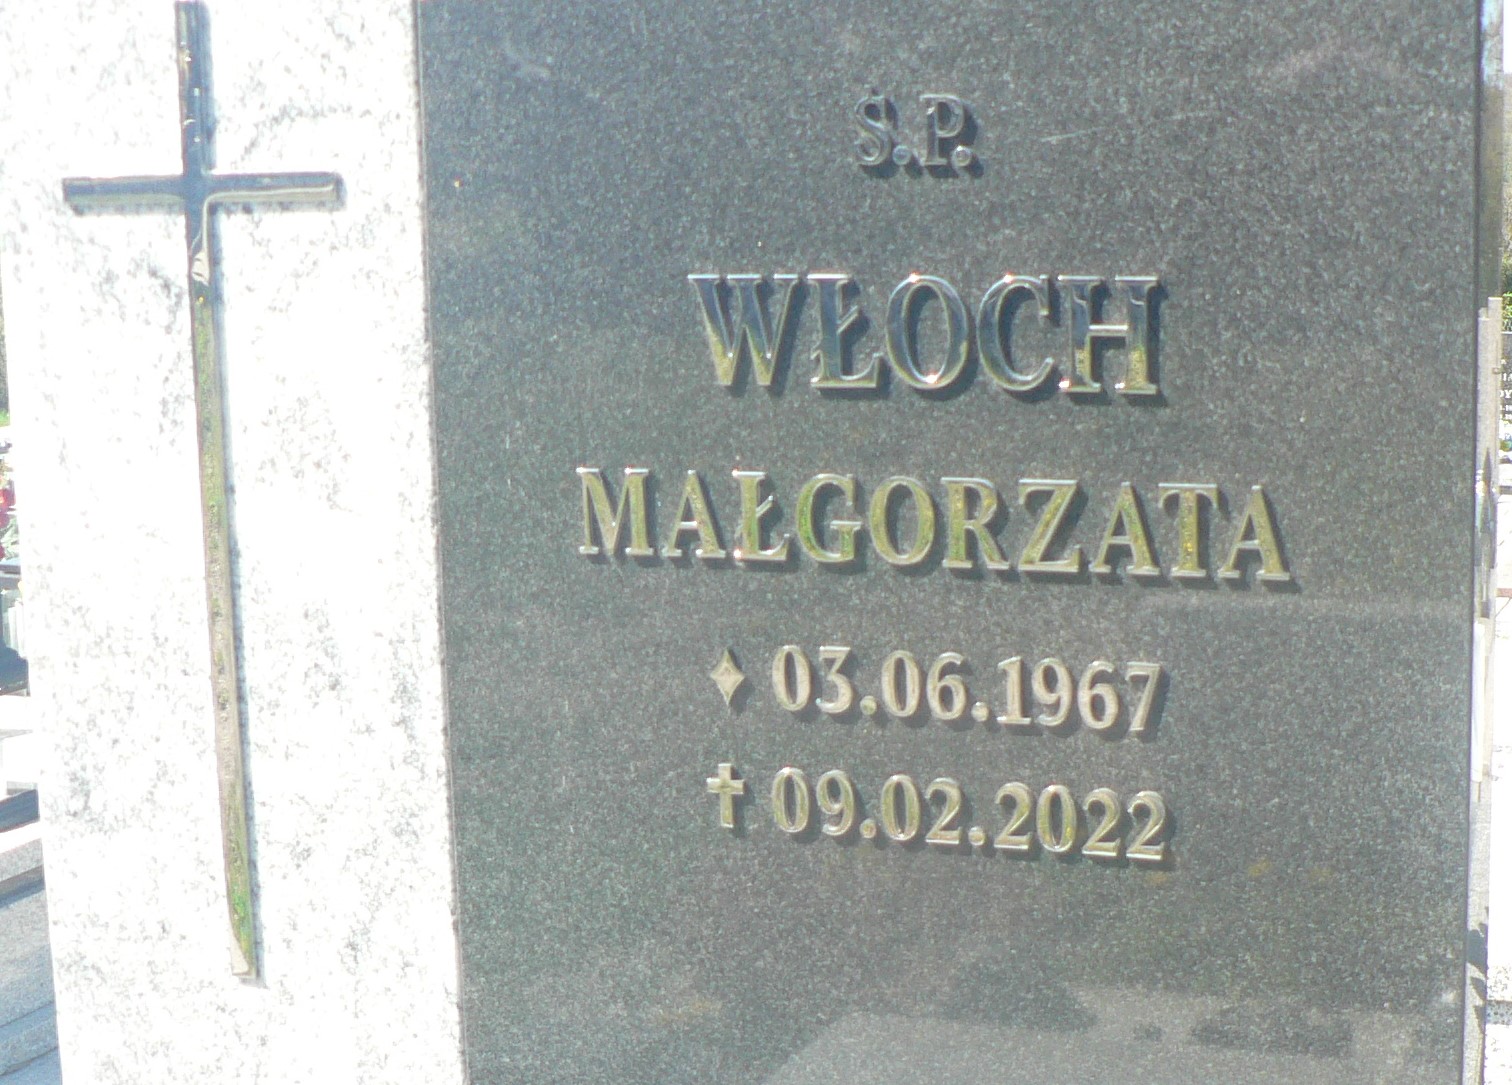 Ś.P.
WŁOCH
MAŁGORZATA
03.06.1967
09.02.2022